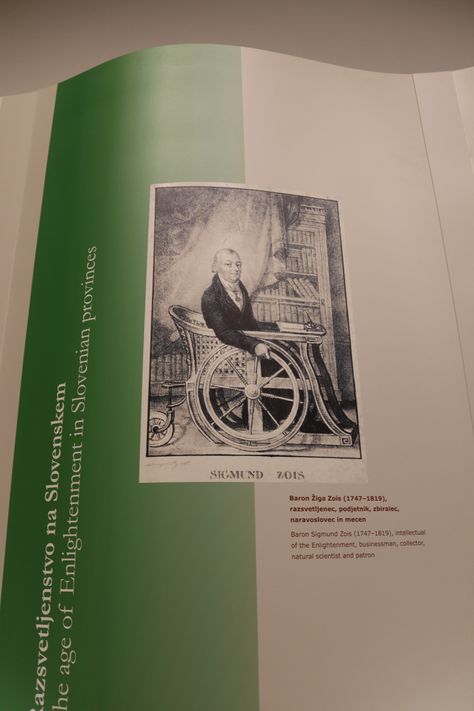 Razsvetljenstvo na Slovenskem
he age of Enlightenment in Slovenian provinces
SIGMUND ZOIS
Baron Žiga Zois (1747–1819),
razsvetljenec, podjetnik, zbiralec,
naravoslovec in mecen
Baron Sigmund Zois (1747–1819), intellectual
of the Enlightenment, businessman, collector,
natural scientist and patron